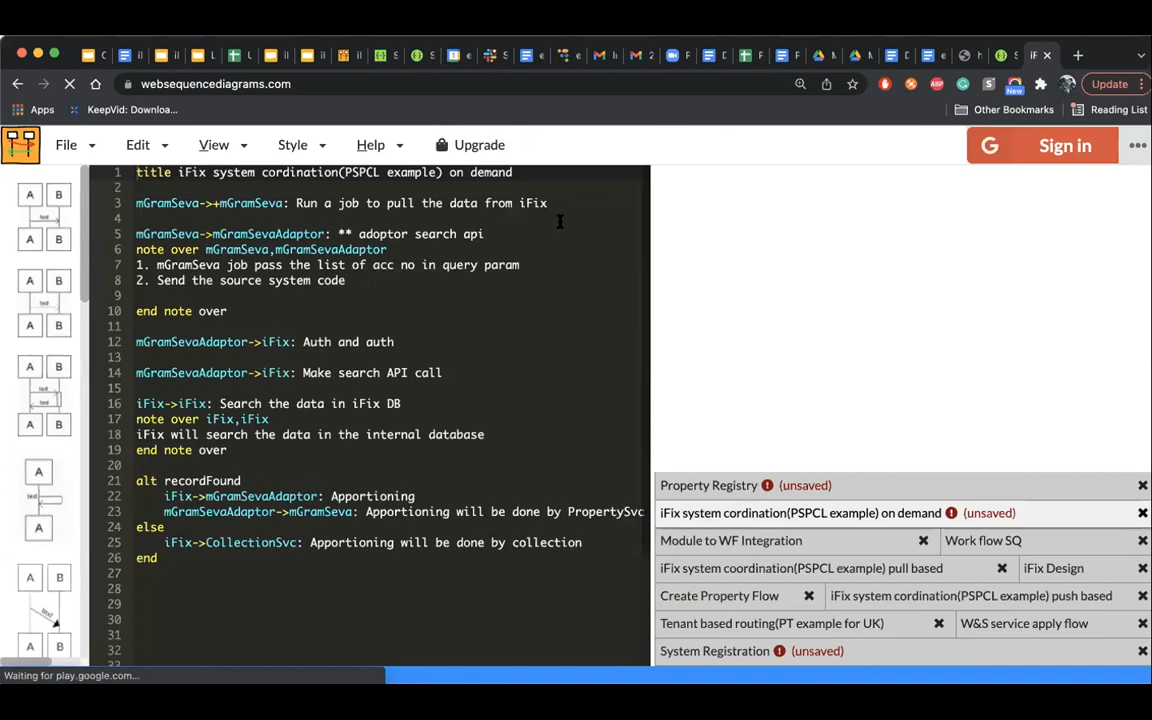 iF
websequencediagrams.com
New
Update
Apps
KeepVid: Downloa...
Other Bookmarks
Reading List
File
Edit
View
Style
Help
Upgrade
G
Sign in
A B
text
A B
A B
text
A B
A B
text
text
A B
A
text
A
A B
text
A B
1 title iFix system cordination(PSPCL example) on demand
2
3 mGramSeva->+mGramSeva: Run a job to pull the data from iFix
4
5 mGramSeva->mGramSevaAdaptor: ** adoptor search api
6 note over mGramSeva,mGramSevaAdaptor
7 1. mGramSeva job pass the list of acc no in query param
8 2. Send the source system code
9
10 end note over
11
12 mGramSevaAdaptor->iFix: Auth and auth
13
14 mGramSevaAdaptor->iFix: Make search API call
15
16 iFix->iFix: Search the data in iFix DB
17 note over iFix,iFix
18 iFix will search the data in the internal database
19 end note over
20
21 alt recordFound
22 iFix->mGramSevaAdaptor: Apportioning
23 mGramSevaAdaptor->mGramSeva: Apportioning will be done by PropertySvc
24 else
25 iFix->CollectionSvc: Apportioning will be done by collection
26 end
27
28
29
30
31
32
33
Property Registry (unsaved)
iFix system cordination(PSPCL example) on demand (unsaved)
Module to WF Integration
Work flow SQ
iFix system coordination(PSPCL example) pull based
iFix Design
Create Property Flow
iFix system cordination(PSPCL example) push based
Tenant based routing(PT example for UK)
W&S service apply flow
System Registration (unsaved)
Waiting for play.google.com...